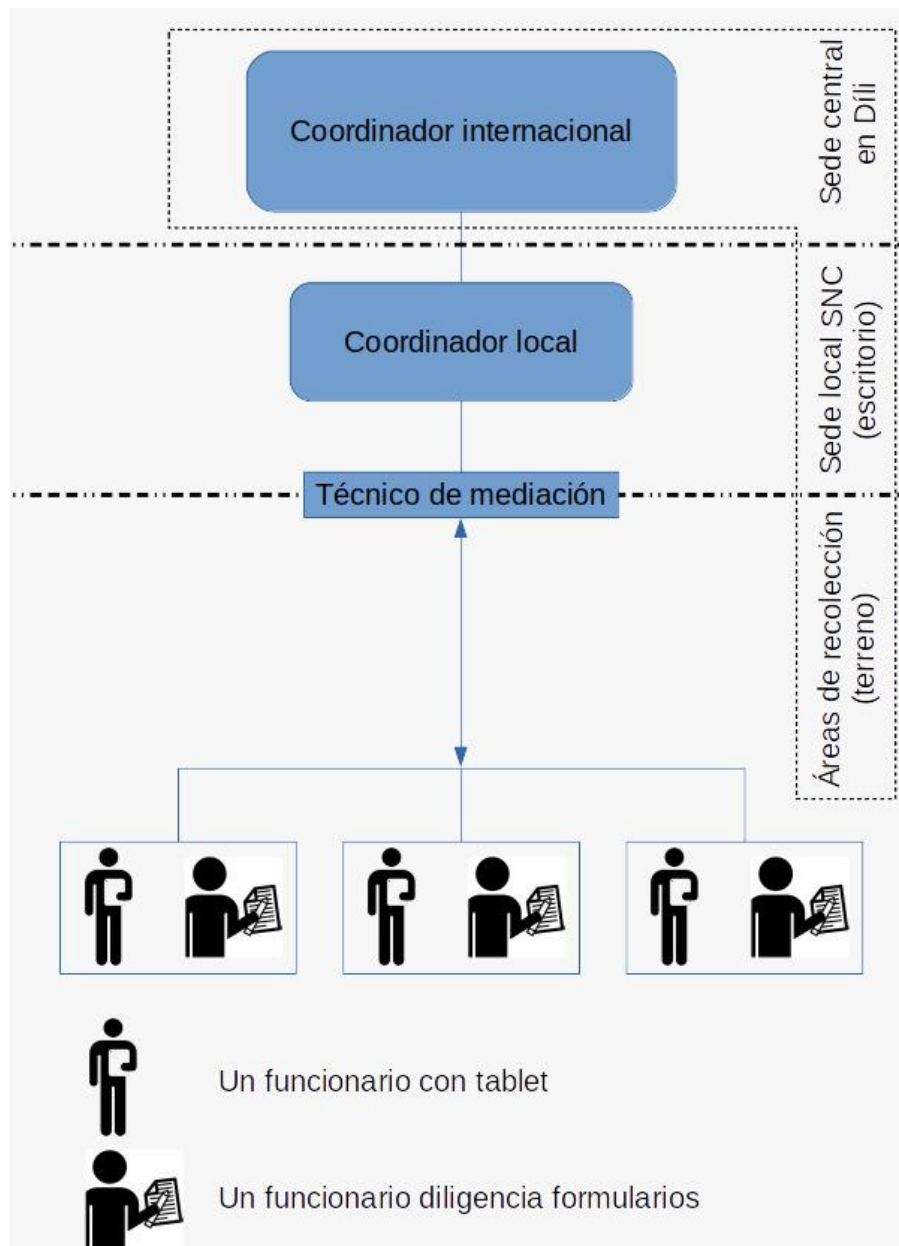 Coordinador internacional
Sede central
en Díli
Coordinador local
Sede local SNC
(escritorio)
Técnico de mediación
Áreas de recolección
(terreno)
Un funcionario con tablet
Un funcionario diligencia formularios